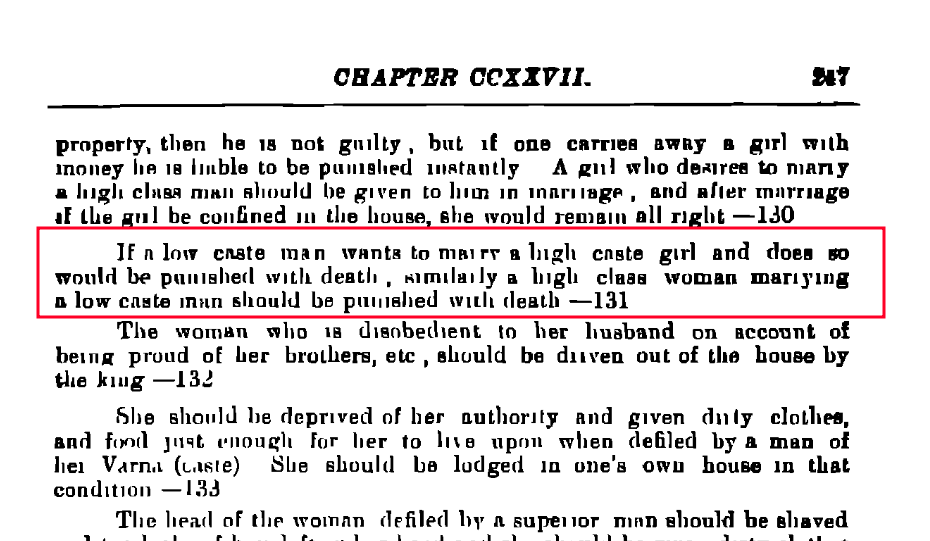 CHAPTER CCXXVII. 247
property, then he is not guilty, but if one carries away a girl with
money he is liable to be punished instantly A girl who desires to marry
a high class man should be given to him in marriage, and after marriage
if the girl be confined in the house, she would remain all right —130
If a low caste man wants to marry a high caste girl and does so
would be punished with death, similarly a high class woman marrying
a low caste man should be punished with death —131
The woman who is disobedient to her husband on account of
being proud of her brothers, etc, should be driven out of the house by
the king —132
She should be deprived of her authority and given dirty clothes,
and food just enough for her to live upon when defiled by a man of
her Varna (caste) She should be lodged in one's own house in that
condition —133
The head of the woman defiled by a superior man should be shaved